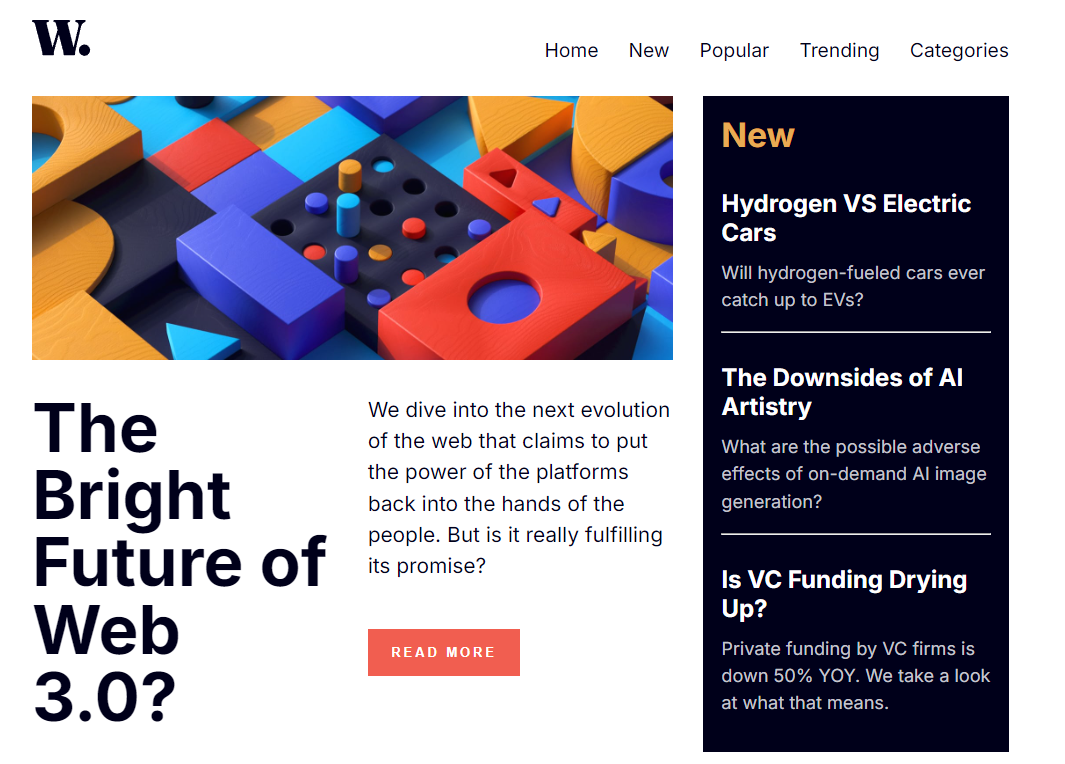 W.
Home New Popular Trending Categories
The
Bright
Future of
Web
3.0?
We dive into the next evolution
of the web that claims to put
the power of the platforms
back into the hands of the
people. But is it really fulfilling
its promise?
READ MORE
New
Hydrogen VS Electric
Cars
Will hydrogen-fueled cars ever
catch up to EVs?
The Downsides of AI
Artistry
What are the possible adverse
effects of on-demand AI image
generation?
Is VC Funding Drying
Up?
Private funding by VC firms is
down 50% YOY. We take a look
at what that means.